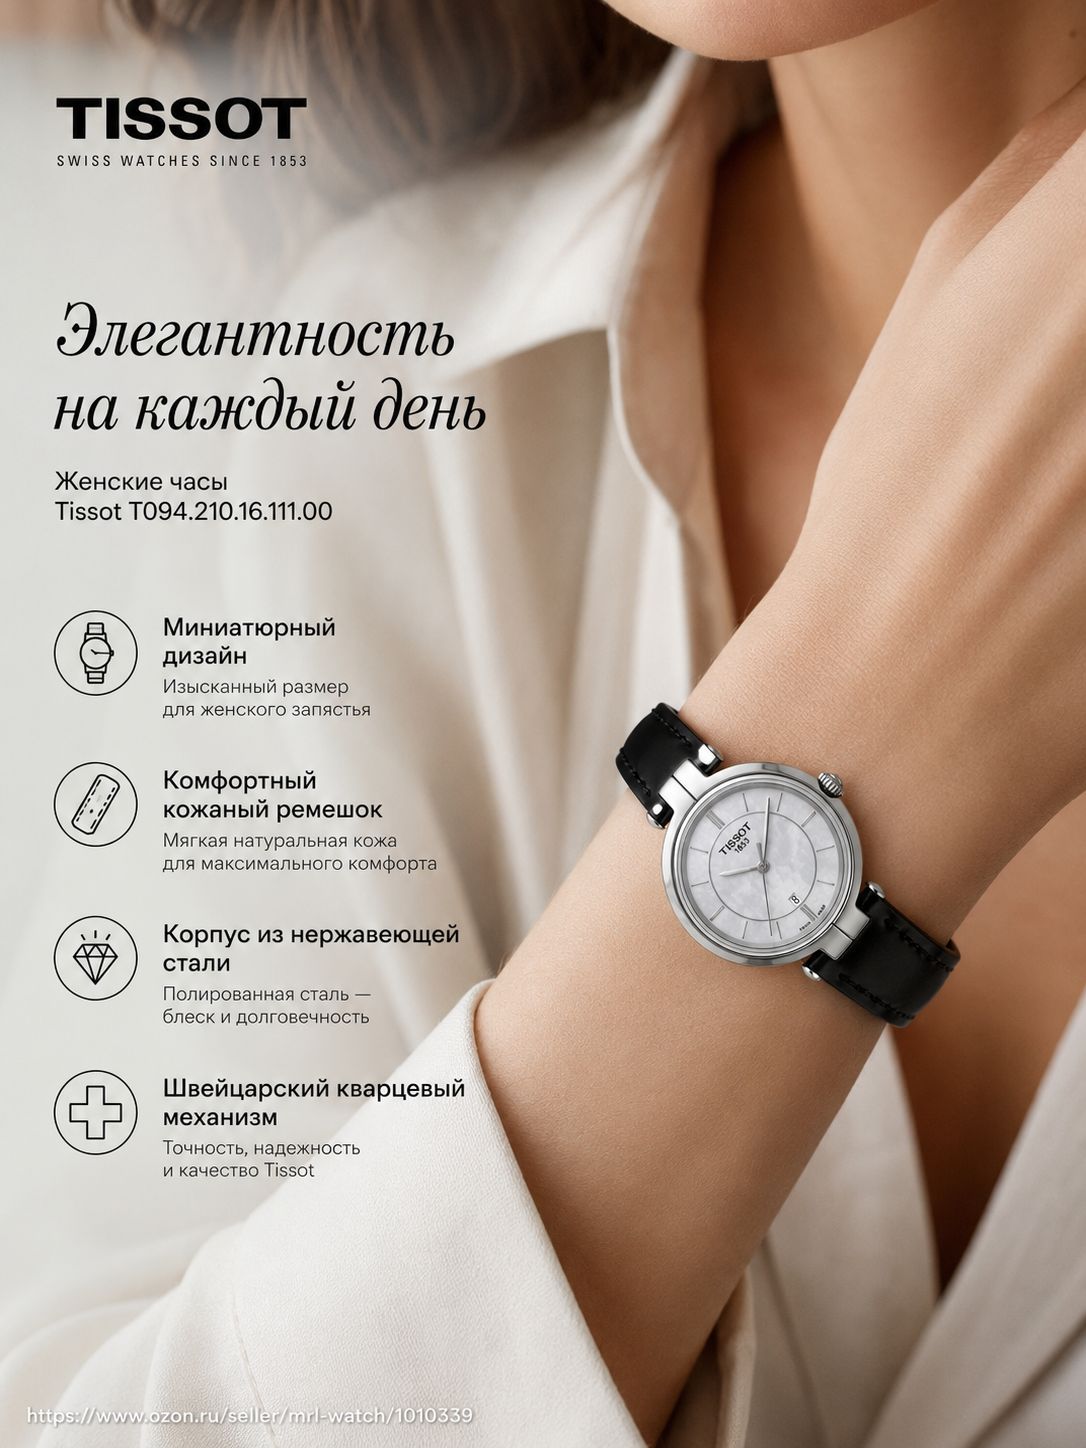 TISSOT
SWISS WATCHES SINCE 1853
Элегантность
на каждый день
Женские часы
Tissot T094.210.16.111.00
Миниатюрный
дизайн
Изысканный размер
для женского запястья
Комфортный
кожаный ремешок
Мягкая натуральная кожа
для максимального комфорта
Корпус из нержавеющей
стали
Полированная сталь —
блеск и долговечность
Швейцарский кварцевый
механизм
Точность, надежность
и качество Tissot
TISSOT
1853
8
https://www.ozon.ru/seller/mrl-watch/1010339